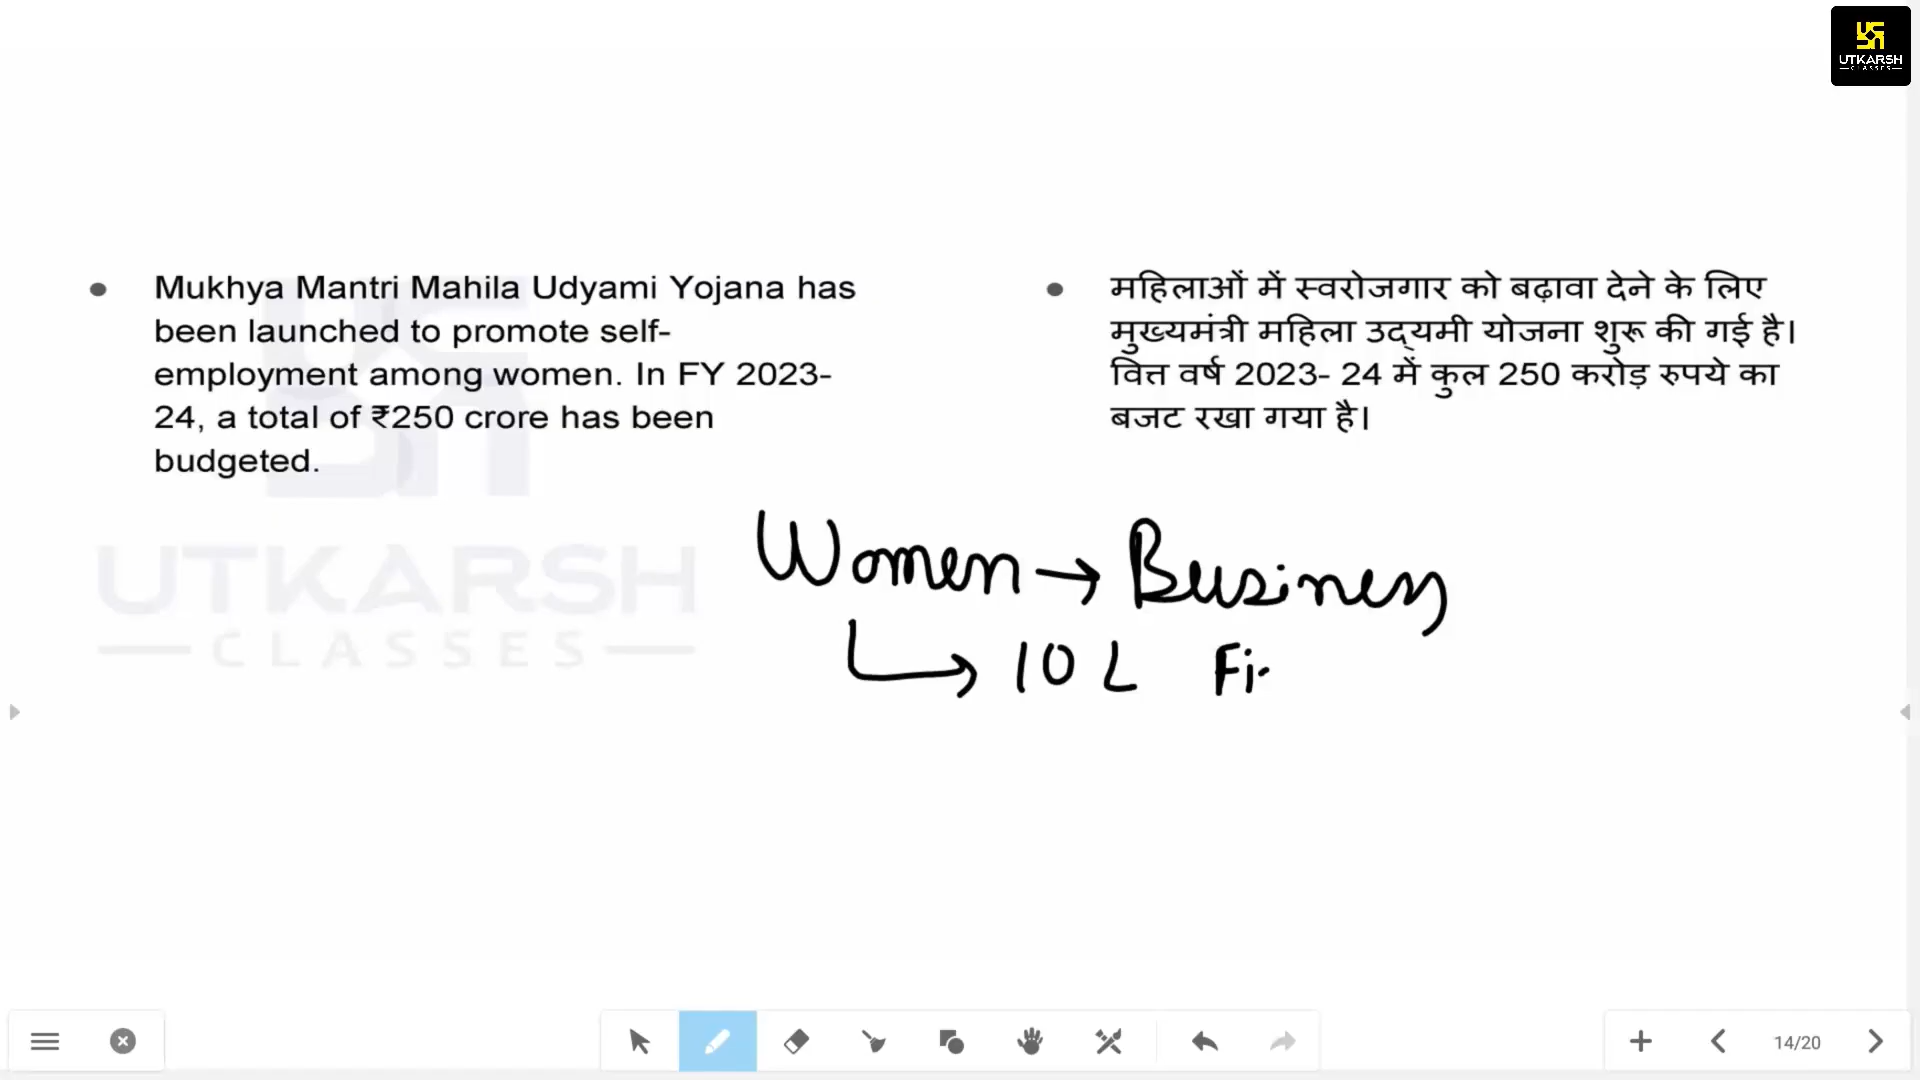 UTKARSH
CLASSES
Mukhya Mantri Mahila Udyami Yojana has
been launched to promote self-
employment among women. In FY 2023-
24, a total of ₹250 crore has been
budgeted.
महिलाओं में स्वरोजगार को बढ़ावा देने के लिए
मुख्यमंत्री महिला उद्यमी योजना शुरू की गई है।
वित्त वर्ष 2023- 24 में कुल 250 करोड़ रुपये का
बजट रखा गया है।
UTKARSH
CLASSES
Women → Business
→ 10 L Fi
14/20